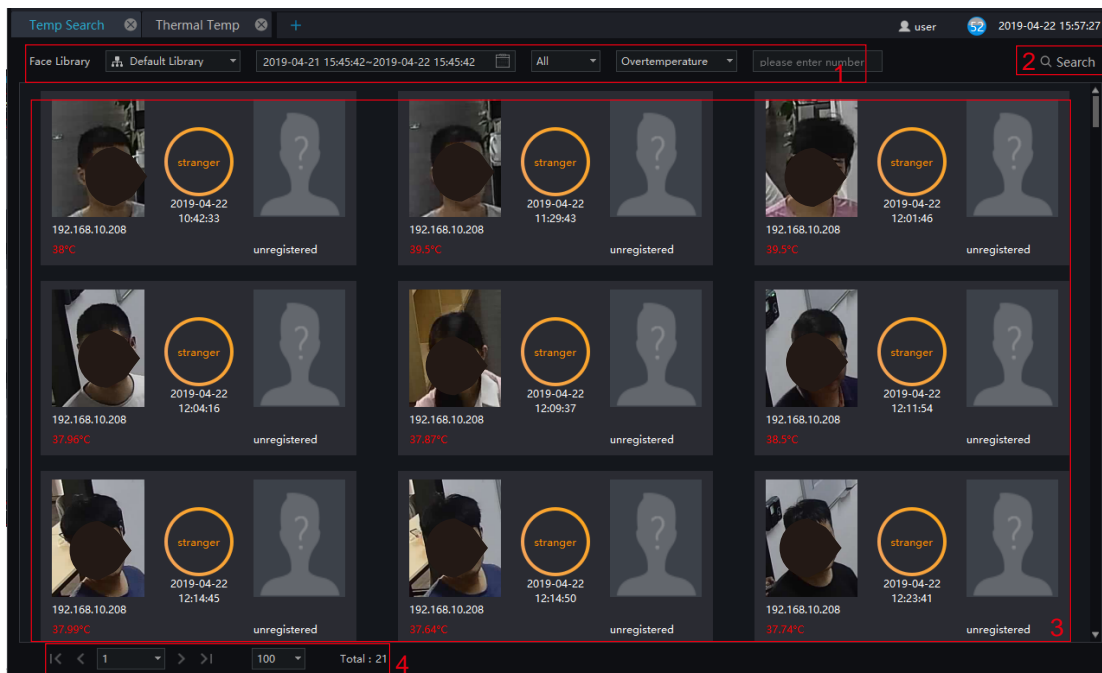 Temp Search Thermal Temp + user 52 2019-04-22 15:57:27
Face Library Default Library 2019-04-21 15:45:42~2019-04-22 15:45:42 All Overtemperature please enter number 1 2 Search
stranger stranger stranger
2019-04-22 2019-04-22 2019-04-22
10:42:33 11:29:43 12:01:46
192.168.10.208 192.168.10.208 192.168.10.208
38°C unregistered 39.5°C unregistered 39.5°C unregistered
stranger stranger stranger
2019-04-22 2019-04-22 2019-04-22
12:04:16 12:09:37 12:11:54
192.168.10.208 192.168.10.208 192.168.10.208
37.96°C unregistered 37.87°C unregistered 38.5°C unregistered
stranger stranger stranger
2019-04-22 2019-04-22 2019-04-22
12:14:45 12:14:50 12:23:41
192.168.10.208 192.168.10.208 192.168.10.208
37.99°C unregistered 37.64°C unregistered 37.74°C unregistered 3
1 100 Total : 21 4